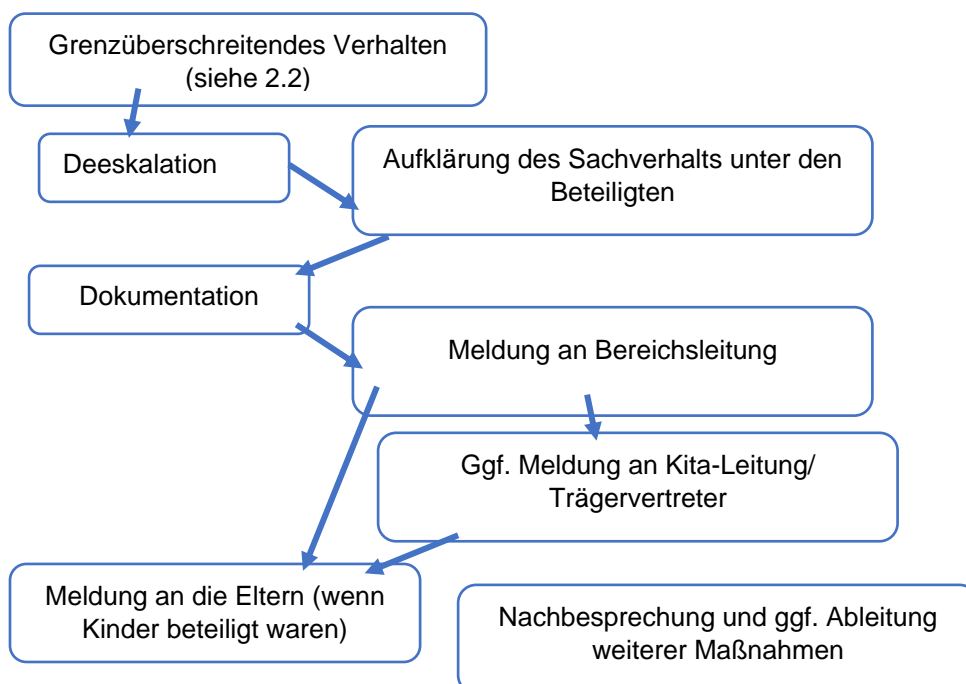 Grenzüberschreitendes Verhalten
(siehe 2.2)
Deeskalation
Aufklärung des Sachverhalts unter den
Beteiligten
Dokumentation
Meldung an Bereichsleitung
Ggf. Meldung an Kita-Leitung/
Trägervertreter
Meldung an die Eltern (wenn
Kinder beteiligt waren)
Nachbesprechung und ggf. Ableitung
weiterer Maßnahmen